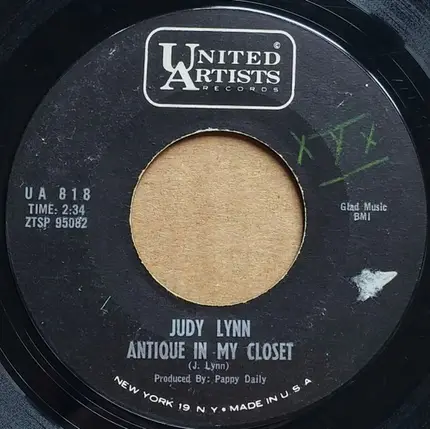 UNITED ©
ARTISTS
RECORDS
XVX
UA 818
TIME: 2:34
ZTSP 95082
Glad Music
BMI
JUDY LYNN
ANTIQUE IN MY CLOSET
(J. Lynn)
Produced By: Pappy Daily
NEW YORK 19 N Y • MADE IN U.S.A